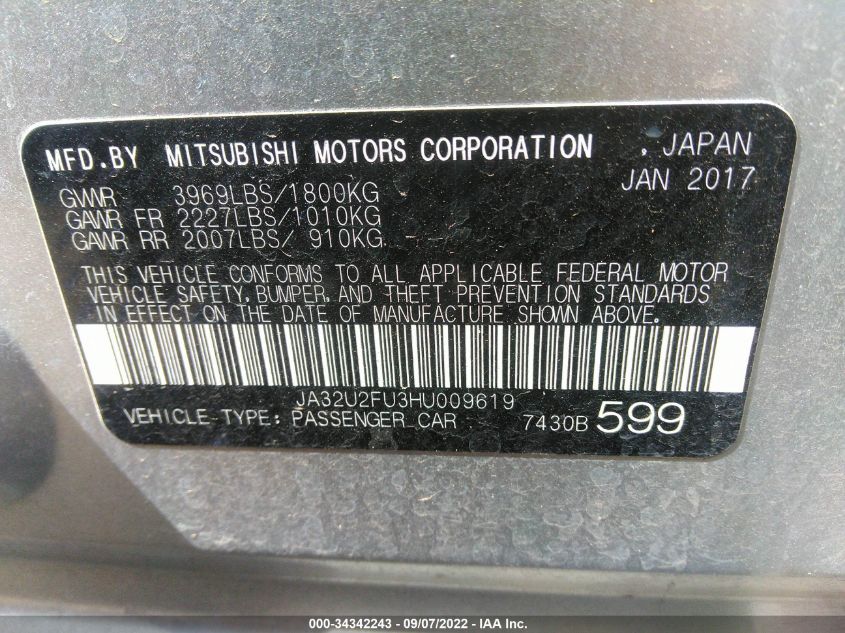 MFD.BY MITSUBISHI MOTORS CORPORATION , JAPAN
JAN 2017
GVWR 3969LBS/1800KG
GAWR FR 2227LBS/1010KG
GAWR RR 2007LBS/ 910KG
THIS VEHICLE CONFORMS TO ALL APPLICABLE FEDERAL MOTOR
VEHICLE SAFETY, BUMPER, AND THEFT PREVENTION STANDARDS
IN EFFECT ON THE DATE OF MANUFACTURE SHOWN ABOVE.
JA32U2FU3HU009619
VEHICLE TYPE: PASSENGER CAR 7430B 599
000-34342243 - 09/07/2022 - IAA Inc.